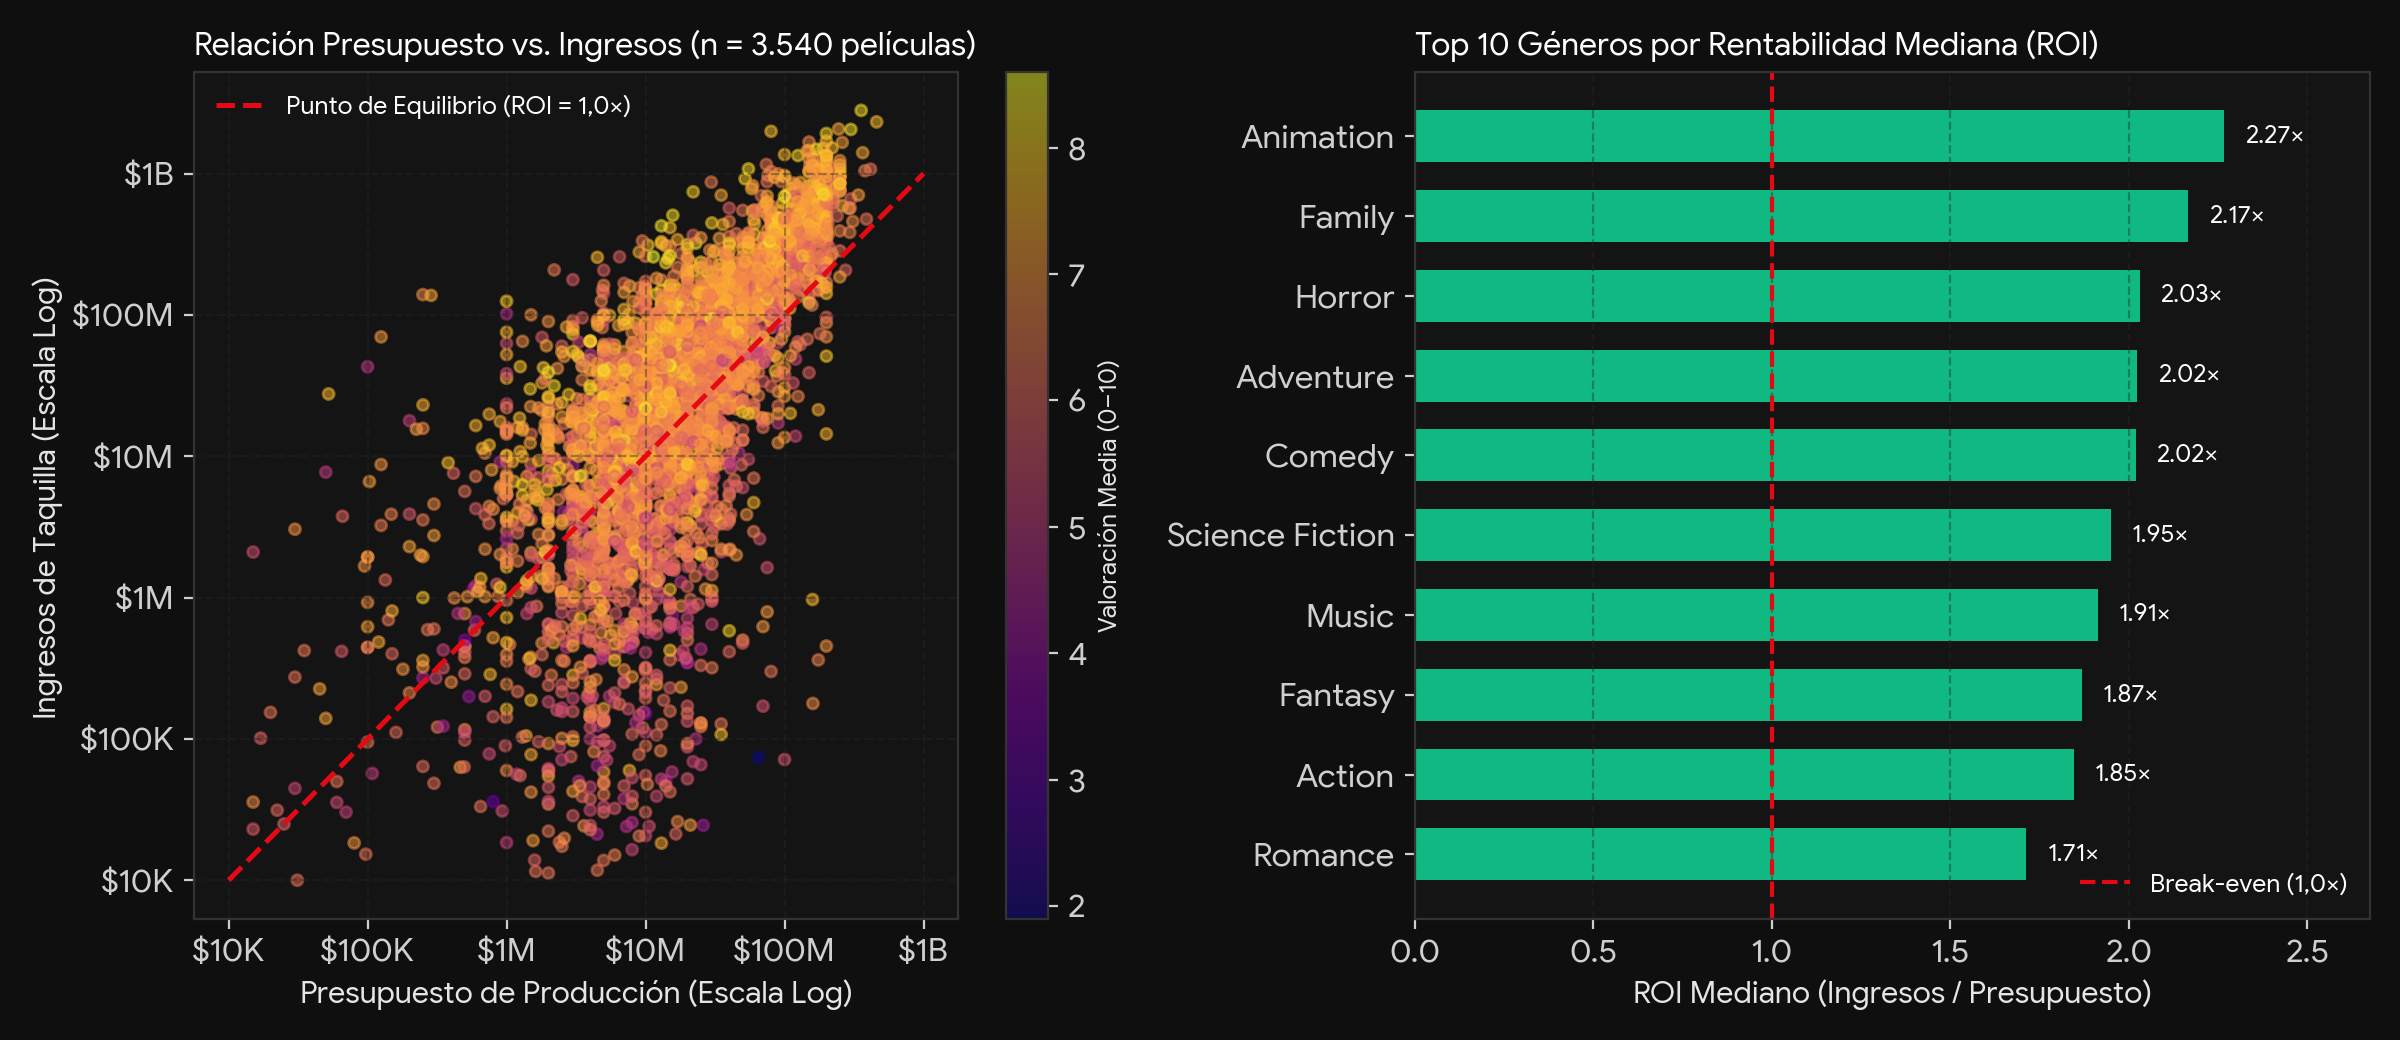 Relación Presupuesto vs. Ingresos (n = 3.540 películas)
Punto de Equilibrio (ROI = 1,0×)
Ingresos de Taquilla (Escala Log)
$1B
$100M
$10M
$1M
$100K
$10K
$10K $100K $1M $10M $100M $1B
Presupuesto de Producción (Escala Log)
8
7
6
5
4
3
2
Valoración Media (0–10)
Top 10 Géneros por Rentabilidad Mediana (ROI)
Animation 2.27×
Family 2.17×
Horror 2.03×
Adventure 2.02×
Comedy 2.02×
Science Fiction 1.95×
Music 1.91×
Fantasy 1.87×
Action 1.85×
Romance 1.71×
Break-even (1,0×)
0.0 0.5 1.0 1.5 2.0 2.5
ROI Mediano (Ingresos / Presupuesto)